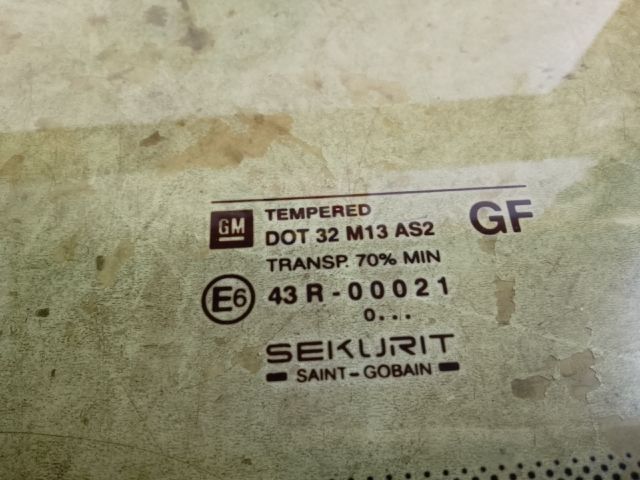 GM TEMPERED GF
DOT 32 M13 AS2
TRANSP. 70% MIN
E6 43 R-00021
0...
SEKURIT
SAINT-GOBAIN